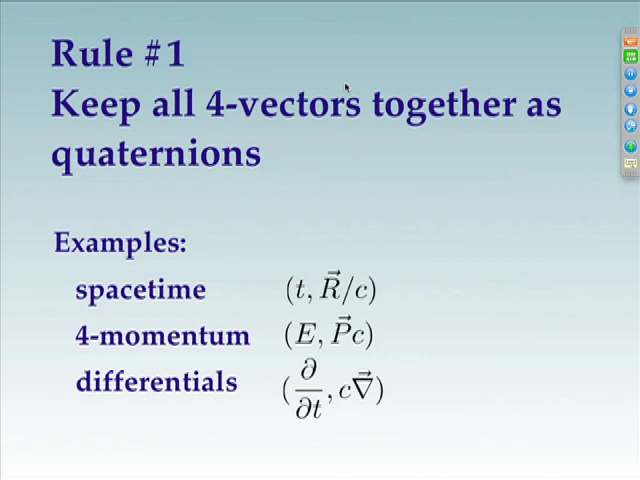 Rule #1
Keep all 4-vectors together as
quaternions
Examples:
spacetime (t, R⃗/c)
4-momentum (E, P⃗c)
differentials (∂/∂t, c∇⃗)